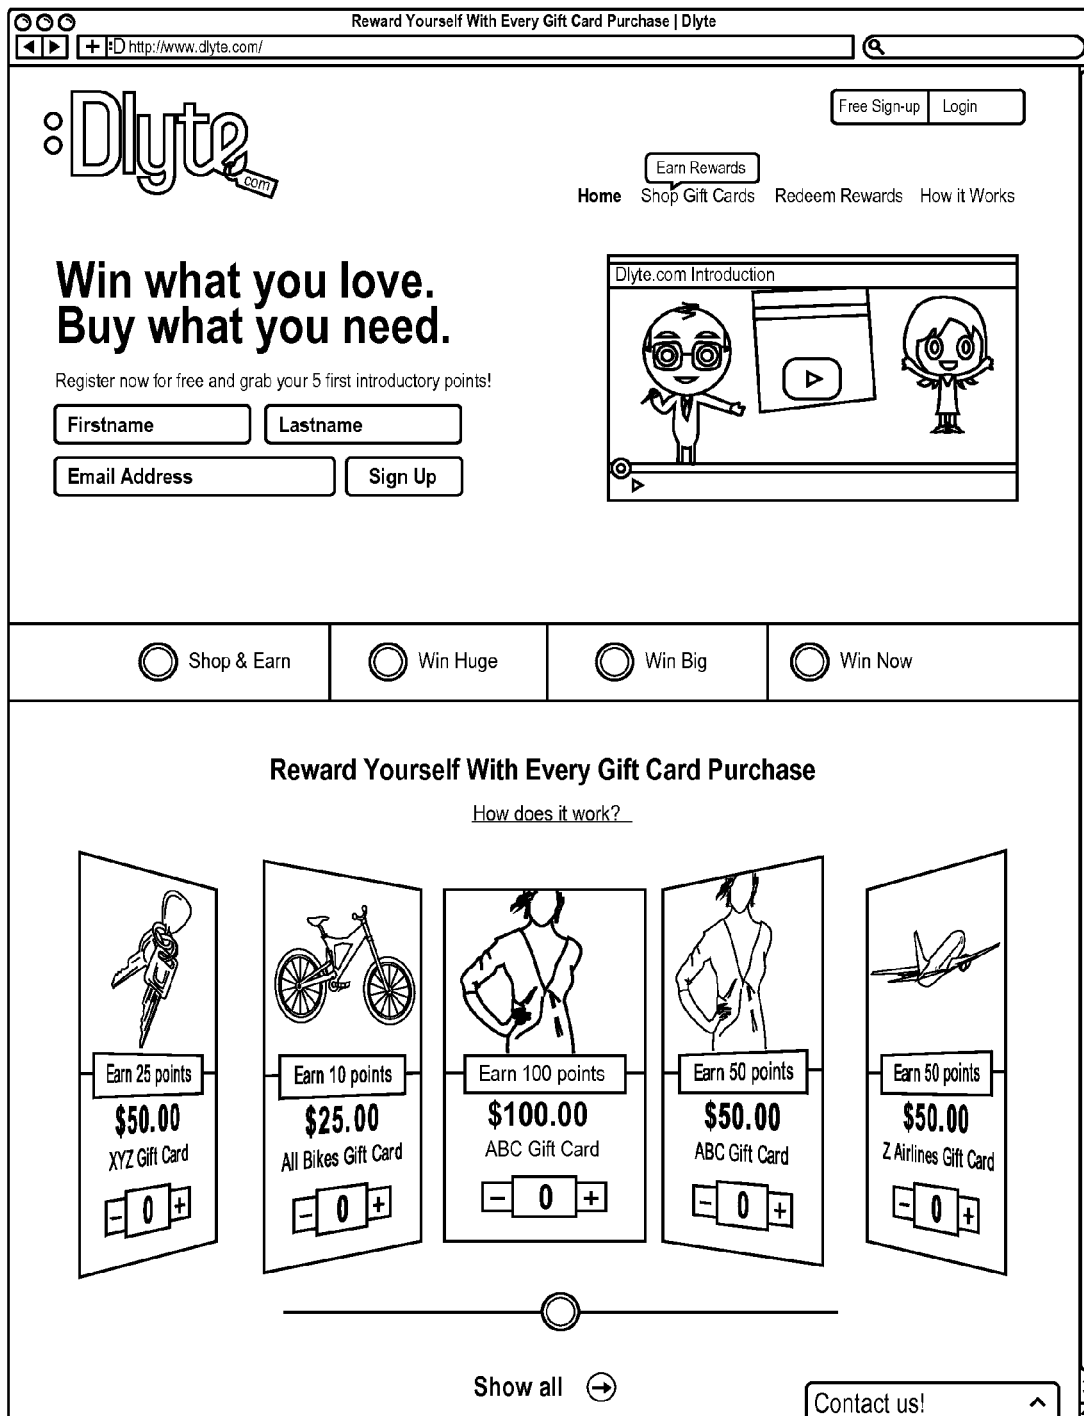 Reward Yourself With Every Gift Card Purchase | Dlyte
:D http://www.dlyte.com/
:Dlyte
.com
Free Sign-up
Login
Earn Rewards
Home
Shop Gift Cards
Redeem Rewards
How it Works
Win what you love.
Buy what you need.
Register now for free and grab your 5 first introductory points!
Firstname
Lastname
Email Address
Sign Up
Dlyte.com Introduction
Shop & Earn
Win Huge
Win Big
Win Now
Reward Yourself With Every Gift Card Purchase
How does it work?
Earn 25 points
$50.00
XYZ Gift Card
– 0 +
Earn 10 points
$25.00
All Bikes Gift Card
– 0 +
Earn 100 points
$100.00
ABC Gift Card
– 0 +
Earn 50 points
$50.00
ABC Gift Card
– 0 +
Earn 50 points
$50.00
Z Airlines Gift Card
– 0 +
Show all
Contact us!